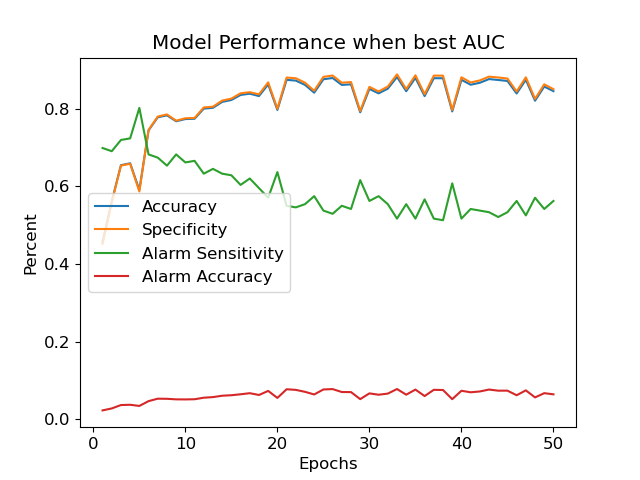 Model Performance when best AUC
Percent
0.8
0.6
0.4
0.2
0.0
Accuracy
Specificity
Alarm Sensitivity
Alarm Accuracy
0 10 20 30 40 50
Epochs